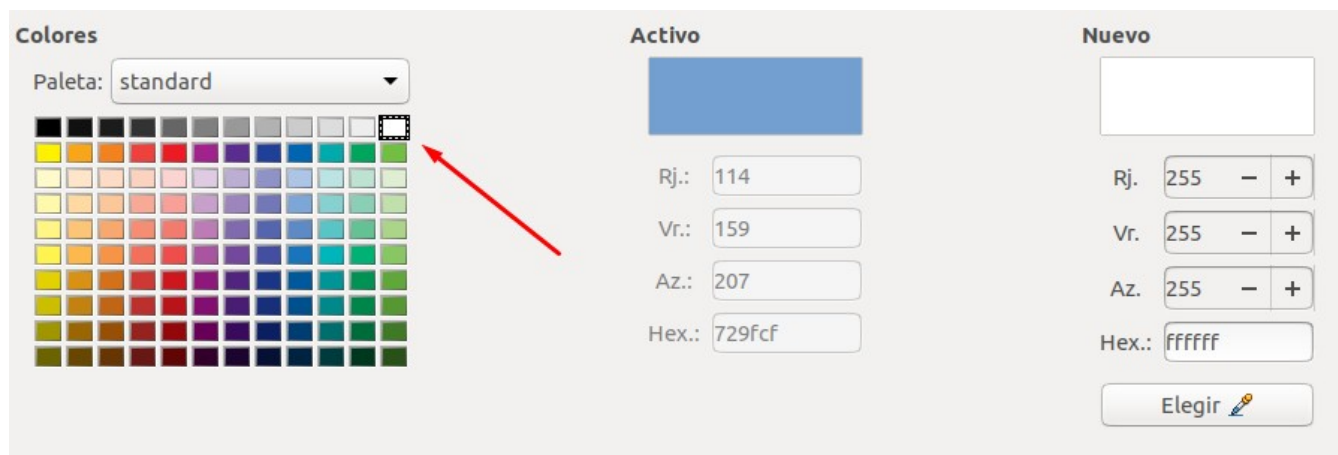 Colores
Paleta: standard
Activo
Rj.: 114
Vr.: 159
Az.: 207
Hex.: 729fcf
Nuevo
Rj. 255 − +
Vr. 255 − +
Az. 255 − +
Hex.: ffffff
Elegir